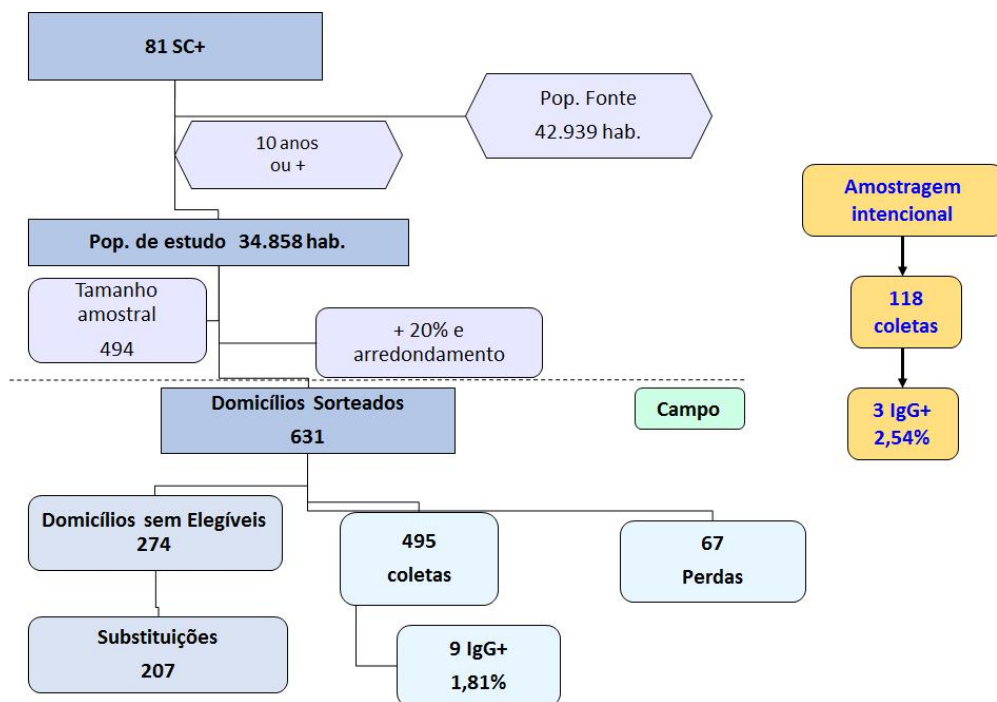 81 SC+
Pop. Fonte
42.939 hab.
10 anos
ou +
Pop. de estudo 34.858 hab.
Tamanho
amostral
494
+ 20% e
arredondamento
Domicílios Sorteados
631
Campo
Domicílios sem Elegíveis
274
495
coletas
67
Perdas
Substituições
207
9 IgG+
1,81%
Amostragem
intencional
118
coletas
3 IgG+
2,54%